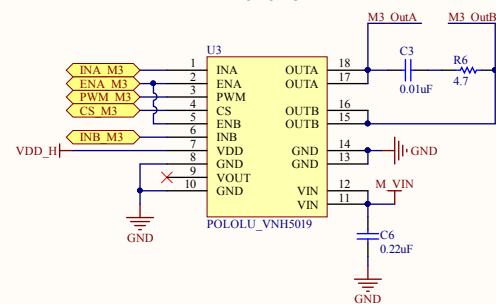 M3_OutA M3_OutB
U3
INA_M3 1 INA OUTA 18
ENA_M3 2 ENA OUTA 17
PWM_M3 3 PWM
CS_M3 4 CS OUTB 16
5 ENB OUTB 15
INB_M3 6 INB
VDD_H 7 VDD GND 14 GND
8 GND GND 13
9 VOUT
10 GND VIN 12 M_VIN
VIN 11
C3
0.01uF
R6
4.7
GND
POLOLU_VNH5019
C6
0.22uF
GND